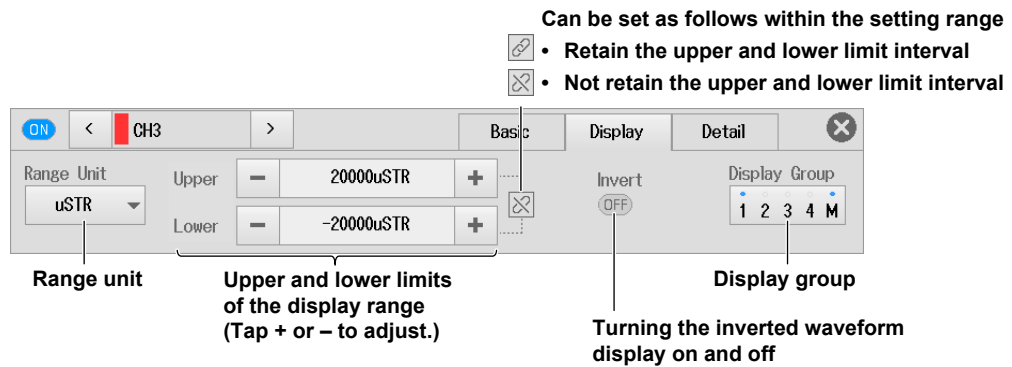 Can be set as follows within the setting range
• Retain the upper and lower limit interval
• Not retain the upper and lower limit interval
ON < CH3 > Basic Display Detail
Range Unit Upper − 20000uSTR + Invert Display Group
uSTR OFF 1 2 3 4 M
Lower − -20000uSTR +
Range unit Upper and lower limits Display group
of the display range
(Tap + or – to adjust.)
Turning the inverted waveform
display on and off